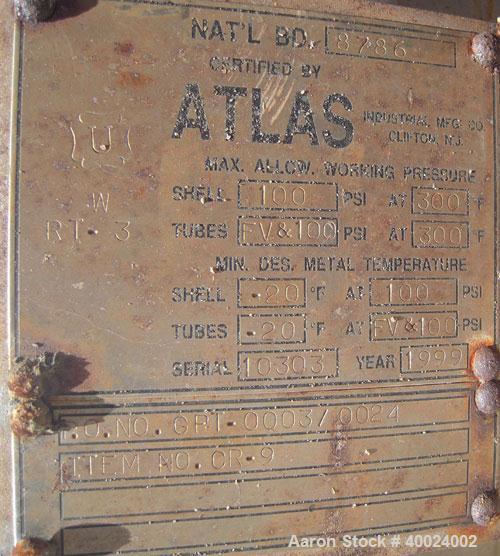 NAT'L BD. 8786
CERTIFIED BY
ATLAS
INDUSTRIAL MFG. CO.
CLIFTON, N.J.
U
W
RT-3
MAX. ALLOW. WORKING PRESSURE
SHELL 100 PSI AT 300 °F
TUBES FV&100 PSI AT 300 °F
MIN. DES. METAL TEMPERATURE
SHELL -20 °F AT 100 PSI
TUBES -20 °F AT FV&100 PSI
SERIAL 10303 YEAR 1999
P.O.NO.GRT-0003/0024
ITEM NO.CR-9
Aaron Stock # 40024002